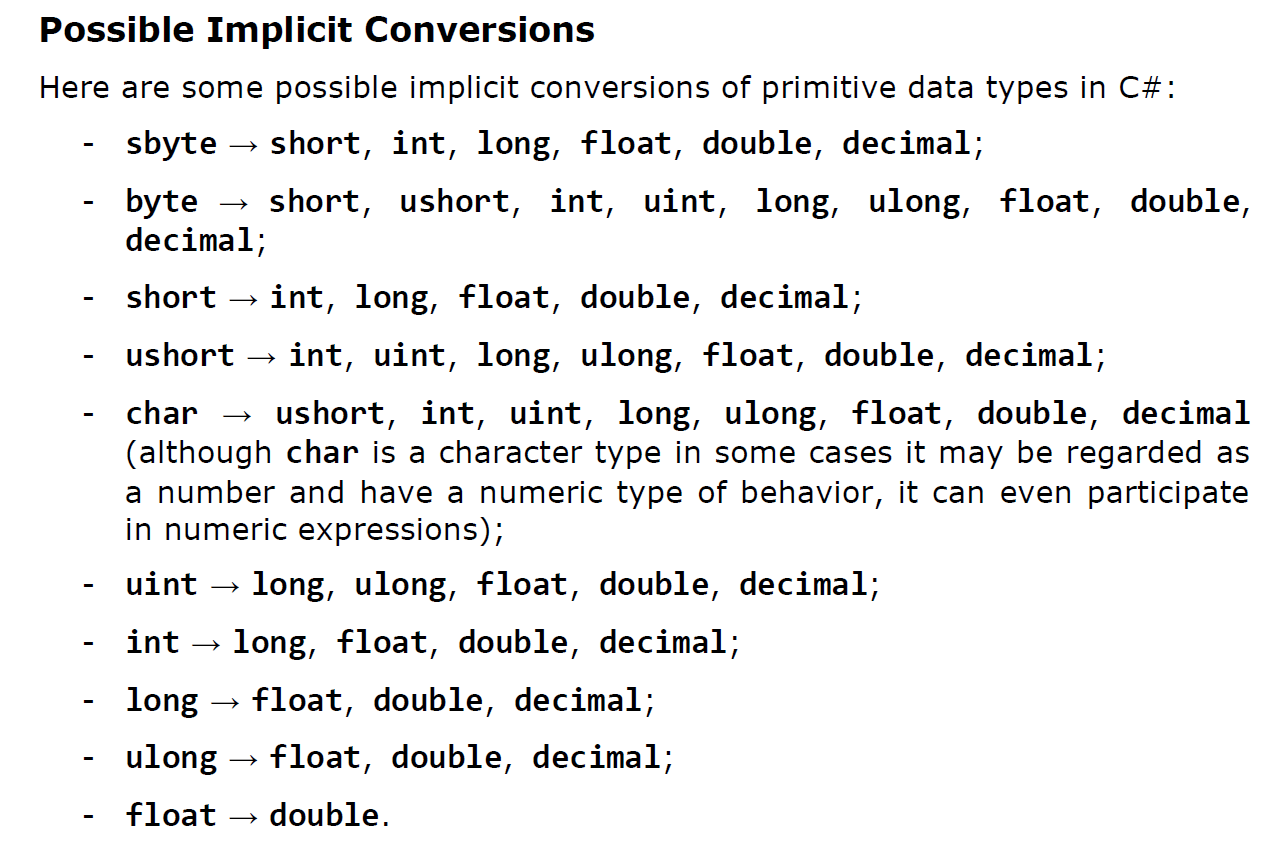 Possible Implicit Conversions
Here are some possible implicit conversions of primitive data types in C#:
- sbyte → short, int, long, float, double, decimal;
- byte → short, ushort, int, uint, long, ulong, float, double,
decimal;
- short → int, long, float, double, decimal;
- ushort → int, uint, long, ulong, float, double, decimal;
- char → ushort, int, uint, long, ulong, float, double, decimal
(although char is a character type in some cases it may be regarded as
a number and have a numeric type of behavior, it can even participate
in numeric expressions);
- uint → long, ulong, float, double, decimal;
- int → long, float, double, decimal;
- long → float, double, decimal;
- ulong → float, double, decimal;
- float → double.